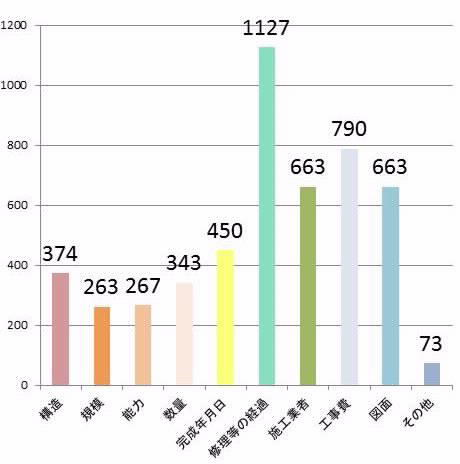 1200
1000
800
600
400
200
0
374
263
267
343
450
1127
663
790
663
73
構造
規模
能力
数量
完成年月日
修理等の経過
施工業者
工事費
図面
その他